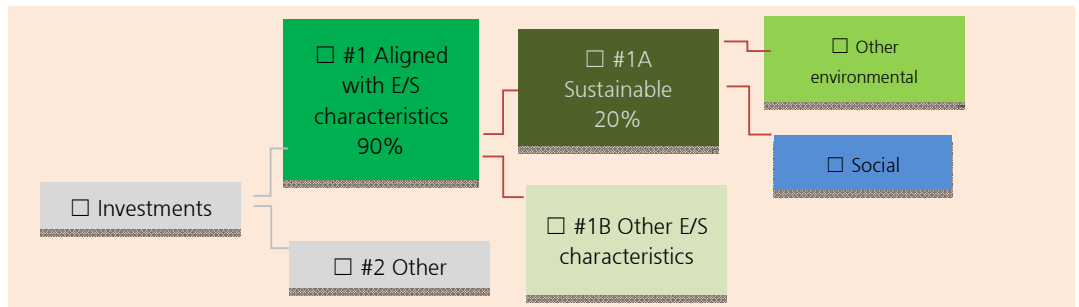 ☐ Investments
☐ #1 Aligned
with E/S
characteristics
90%
☐ #2 Other
☐ #1A
Sustainable
20%
☐ #1B Other E/S
characteristics
☐ Other
environmental
☐ Social